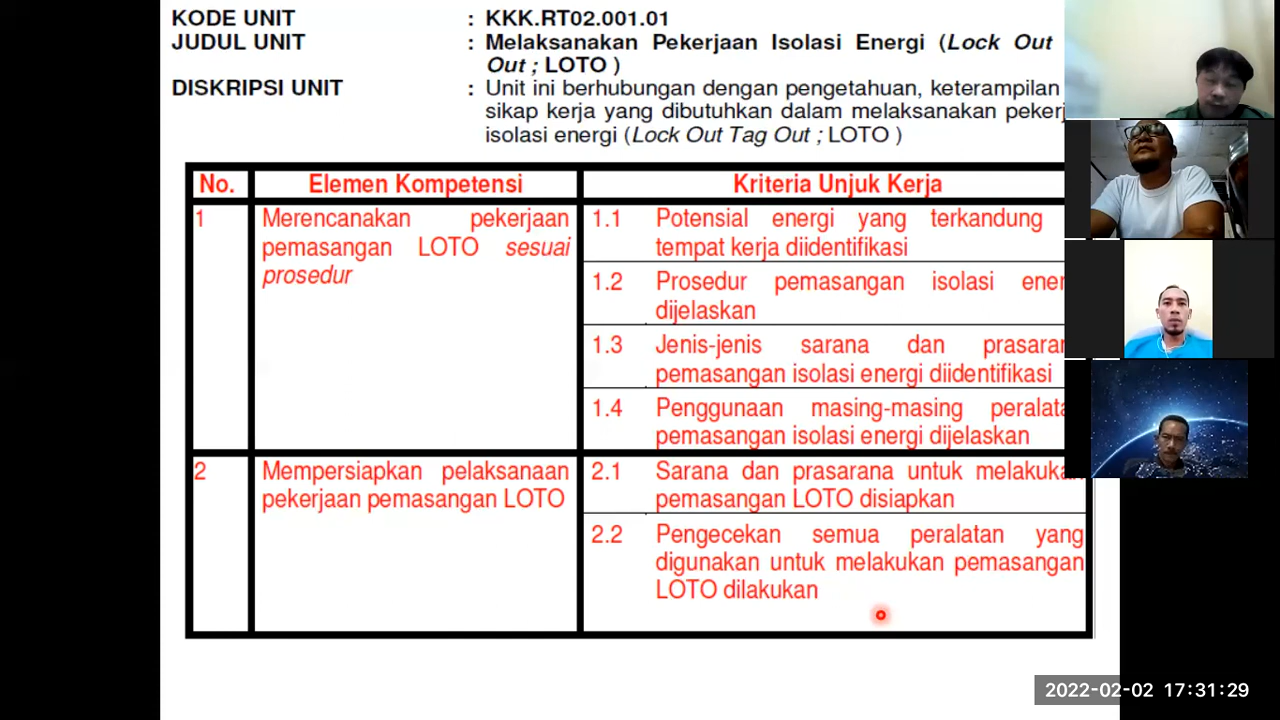 KODE UNIT : KKK.RT02.001.01
JUDUL UNIT : Melaksanakan Pekerjaan Isolasi Energi (Lock Out
Out ; LOTO )
DISKRIPSI UNIT : Unit ini berhubungan dengan pengetahuan, keterampilan
sikap kerja yang dibutuhkan dalam melaksanakan
isolasi energi (Lock Out Tag Out ; LOTO )
No. Elemen Kompetensi Kriteria Unjuk Kerja
1 Merencanakan pekerjaan
pemasangan LOTO sesuai
prosedur
1.1 Potensial energi yang terkandung
tempat kerja diidentifikasi
1.2 Prosedur pemasangan isolasi
dijelaskan
1.3 Jenis-jenis sarana dan
pemasangan isolasi energi diidentifikasi
1.4 Penggunaan masing-masing
pemasangan isolasi energi dijelaskan
2 Mempersiapkan pelaksanaan
pekerjaan pemasangan LOTO
2.1 Sarana dan prasarana untuk melakukan
pemasangan LOTO disiapkan
2.2 Pengecekan semua peralatan yang
digunakan untuk melakukan pemasangan
LOTO dilakukan
2022-02-02 17:31:29